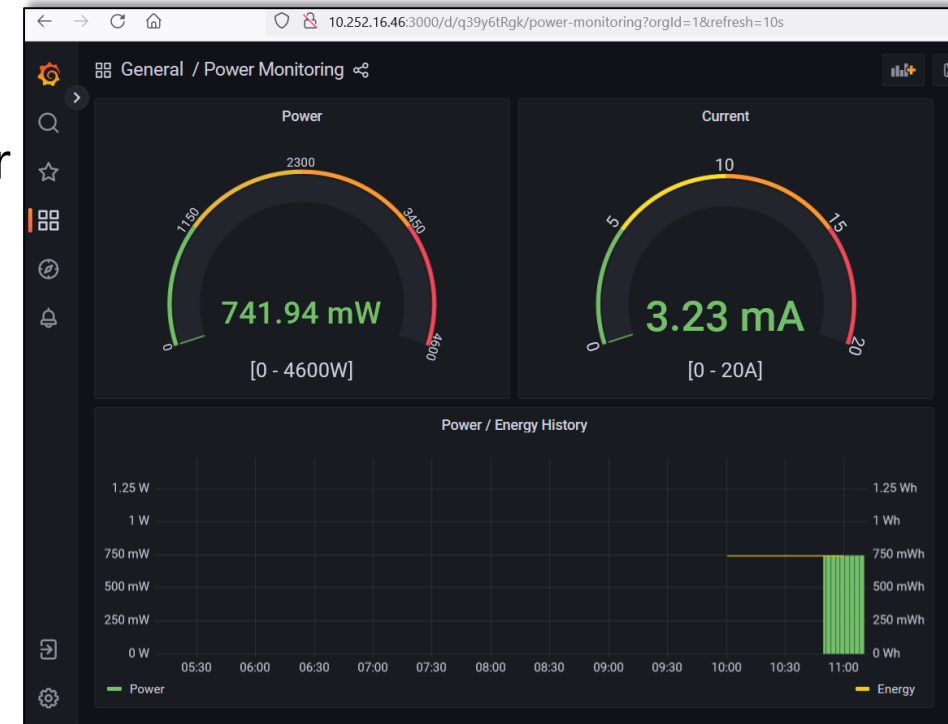 10.252.16.46:3000/d/q39y6tRgk/power-monitoring?orgId=1&refresh=10s
General / Power Monitoring
r
Power
0
1150
2300
3450
4600
741.94 mW
[0 - 4600W]
Current
0
5
10
15
20
3.23 mA
[0 - 20A]
Power / Energy History
1.25 W
1 W
750 mW
500 mW
250 mW
0 W
1.25 Wh
1 Wh
750 mWh
500 mWh
250 mWh
0 Wh
05:30 06:00 06:30 07:00 07:30 08:00 08:30 09:00 09:30 10:00 10:30 11:00
Power
Energy